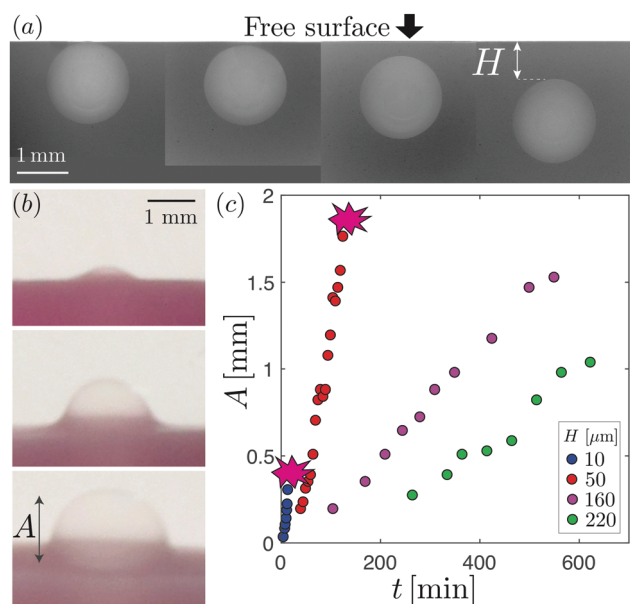 (a)
Free surface
H
1 mm
(b)
1 mm
A
(c)
2
1.5
1
0.5
0
A [mm]
0
200
400
600
t [min]
H [μm]
10
50
160
220